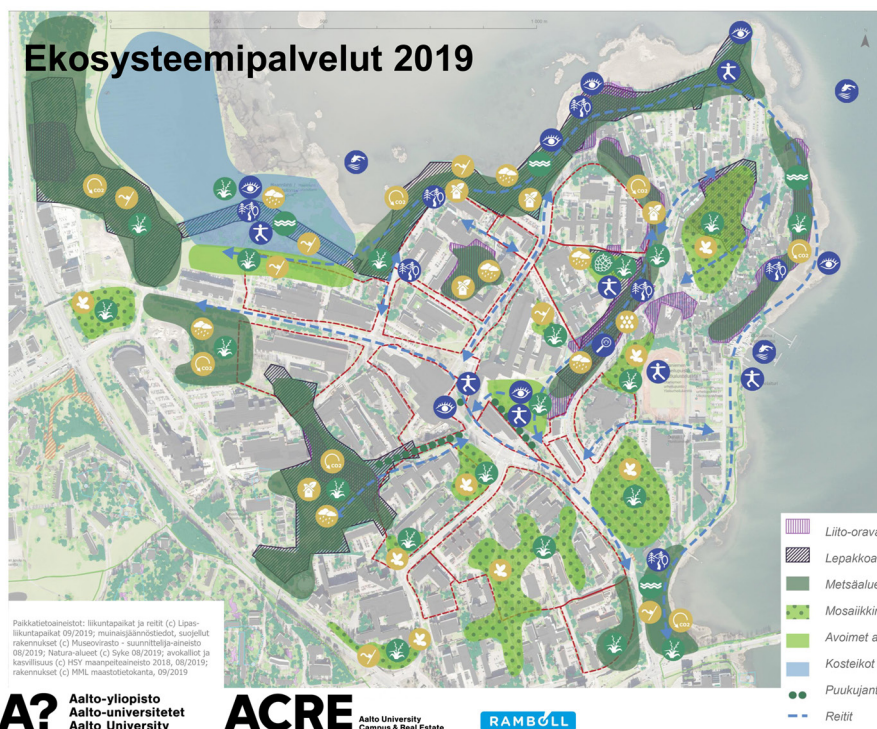 Ekosysteemipalvelut 2019
Liito-orava
Lepakkoa
Metsäalue
Mosaiikkim
Avoimet a
Kosteikot
Puukujant
Reitit
Paikkatietoaineisto: liikuntapaikat ja reitit (c) Lipas-
liikuntapaikat 09/2019; muinaisjäännöstiedot, suojellut
rakennukset (c) Museovirasto - suunnittelija-aineisto
08/2019; Natura-alueet (c) Syke 08/2019; avokalliot ja
kasvillisuus (c) HSY maanpeiteaineisto 2018, 08/2019;
rakennukset (c) MML maastotietokanta, 09/2019
A?
Aalto-yliopisto
Aalto-universitetet
Aalto University
ACRE
Aalto University
Campus & Real Estate
RAMBOLL